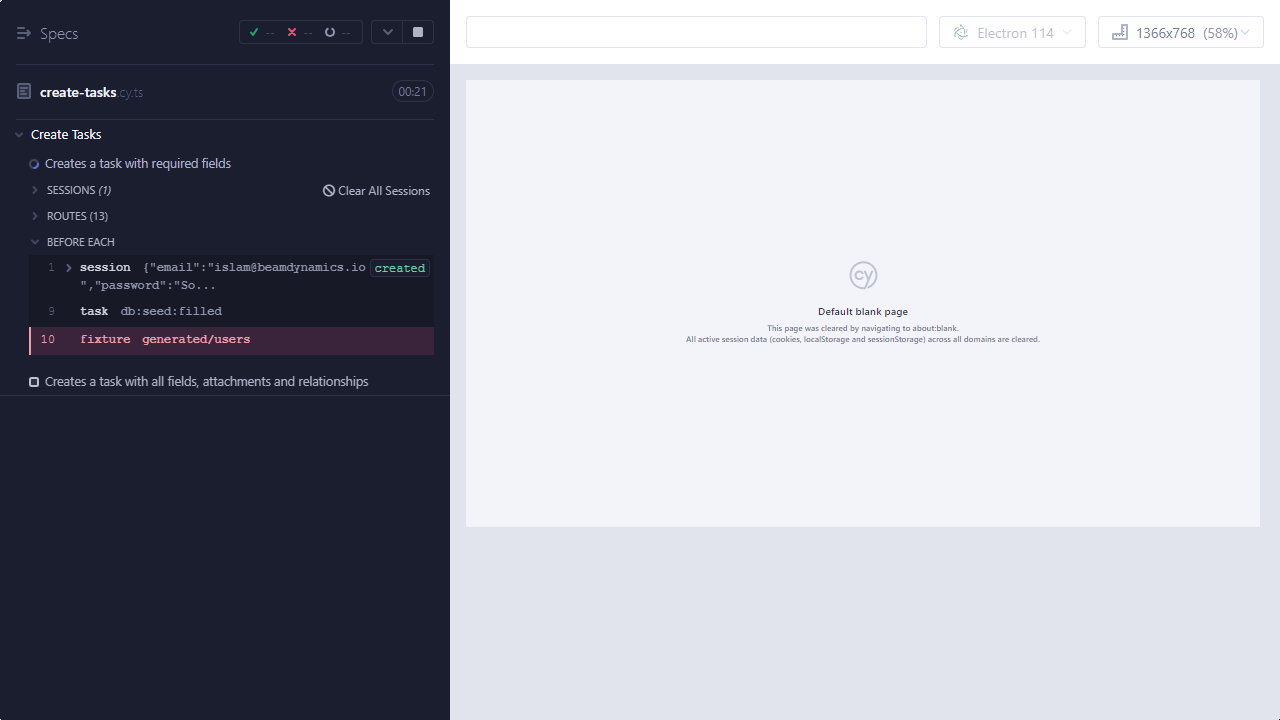 Specs
--
--
--
Electron 114
1366x768 (58%)
create-tasks.cy.ts
00:21
Create Tasks
Creates a task with required fields
SESSIONS (1)
Clear All Sessions
ROUTES (13)
BEFORE EACH
1 session {"email":"islam@beamdynamics.io created
","password":"So...
9 task db:seed:filled
10 fixture generated/users
Creates a task with all fields, attachments and relationships
cy
Default blank page
This page was cleared by navigating to about:blank.
All active session data (cookies, localStorage and sessionStorage) across all domains are cleared.